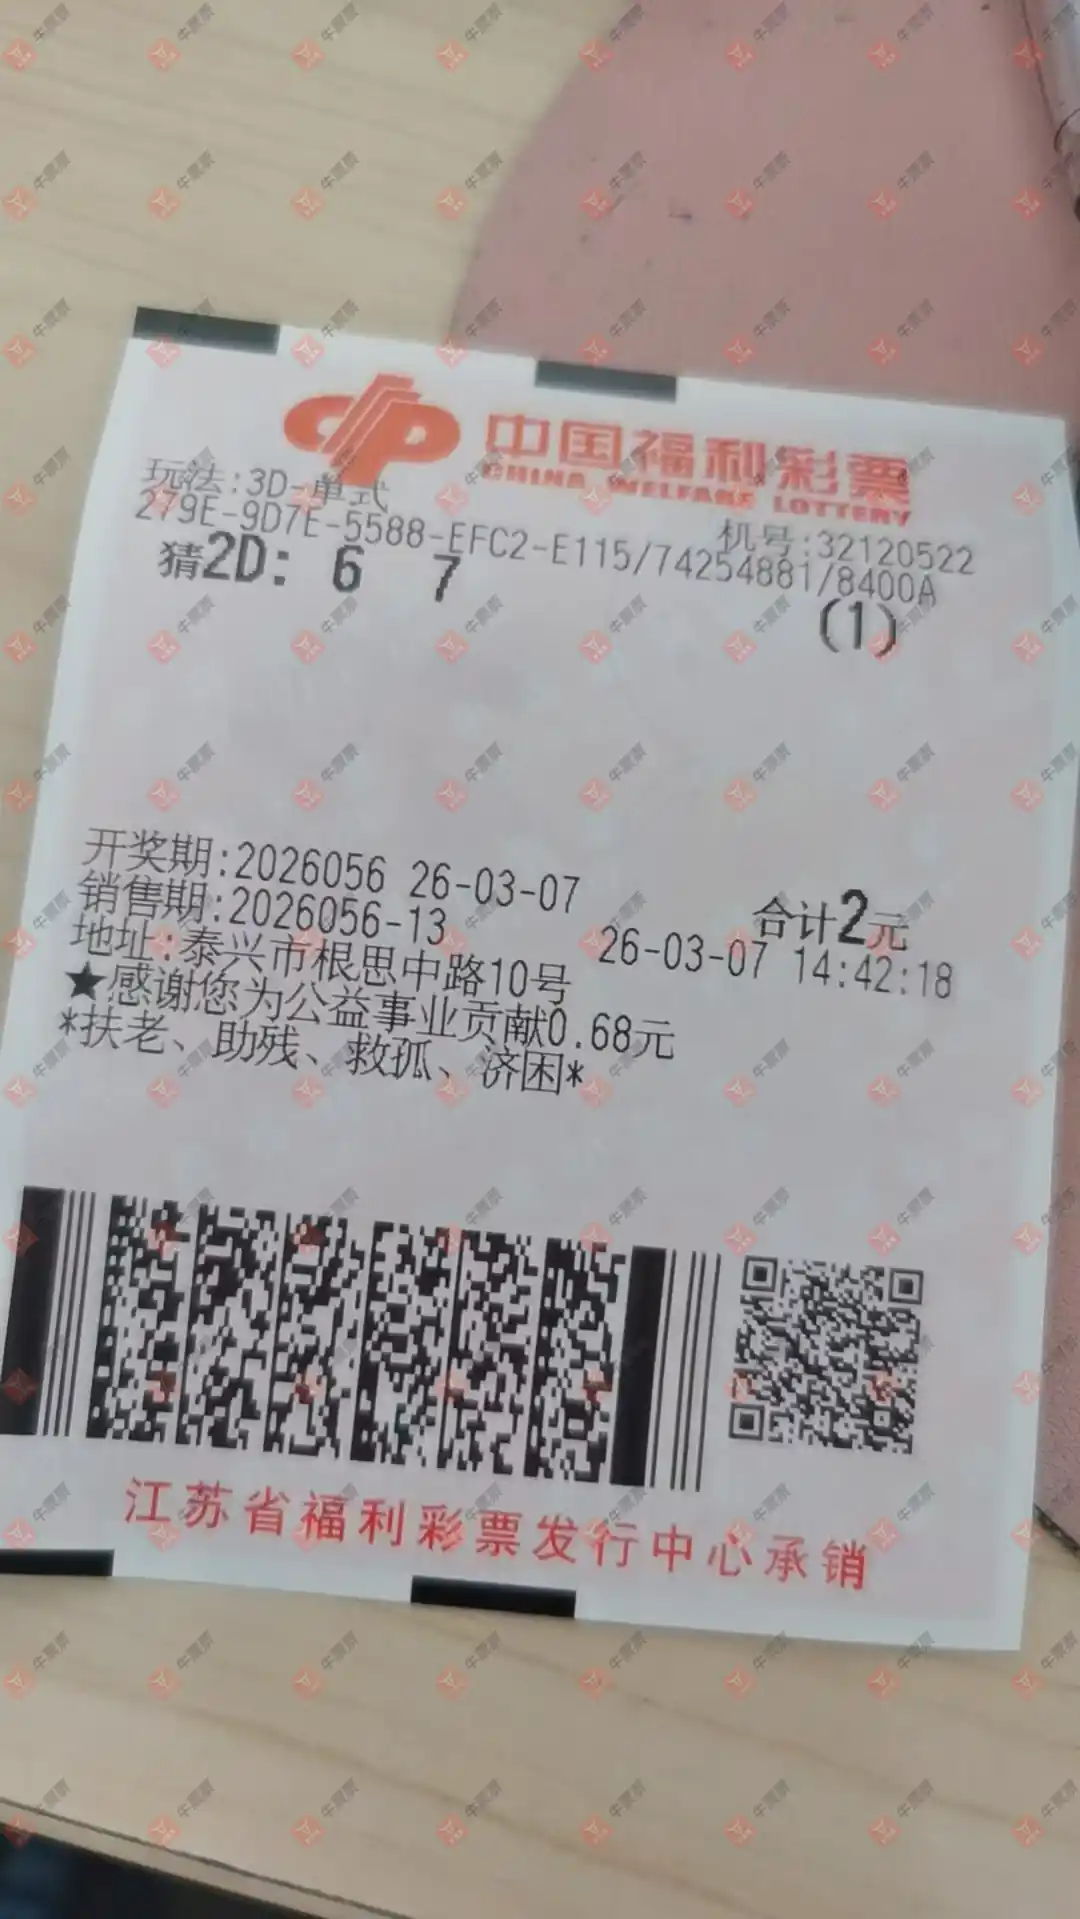 中国福利彩票
CHINA WELFARE LOTTERY
玩法:3D-单式
机号:32120522
279E-9D7E-5588-EFC2-E115/74254881/8400A
猜2D: 6 7 (1)
开奖期:2026056 26-03-07
合计2元
销售期:2026056-13
26-03-07 14:42:18
地址:泰兴市根思中路10号
★感谢您为公益事业贡献0.68元
*扶老、助残、救孤、济困*
江苏省福利彩票发行中心承销
牛票票